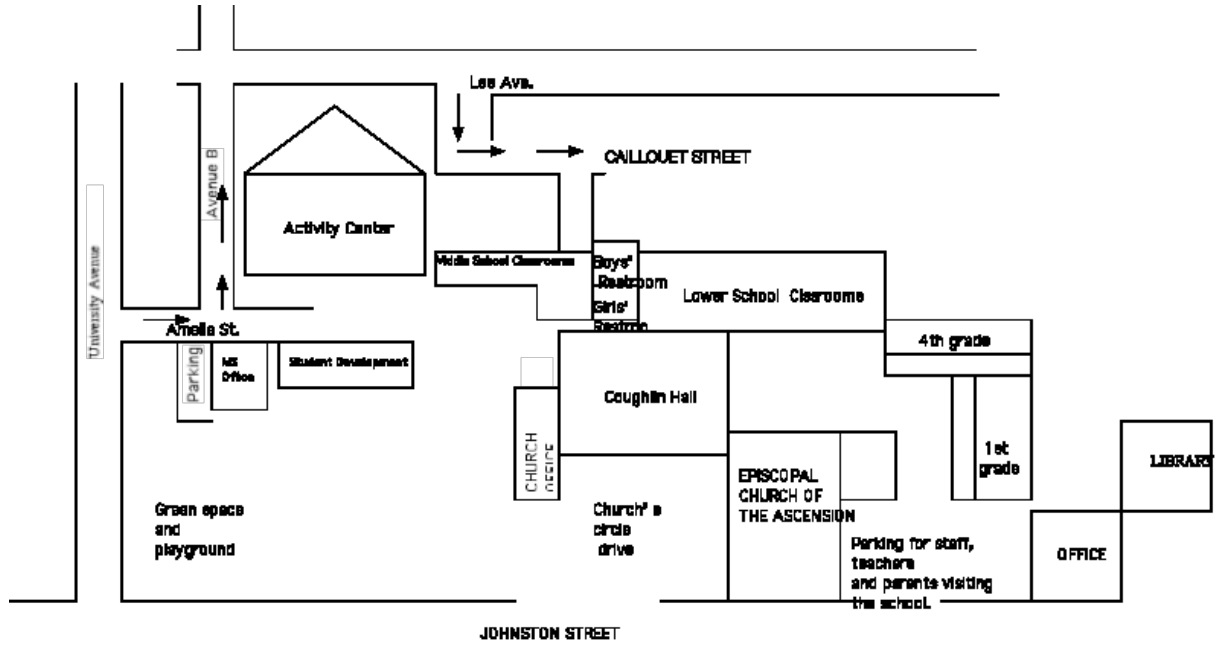 Lee Ave.
CAILLOUET STREET
Avenue B
Activity Center
University Avenue
Middle School Classrooms
Boys'
Restroom
Girls'
Lower School Clasrooms
Amelia St.
4th grade
Parking
MS
Office
Student Development
Coughlin Hall
CHURCH
OFFICE
1st
grade
LIBRARY
EPISCOPAL
CHURCH OF
THE ASCENSION
Green space
and
playground
Church's
circle
drive
Parking for staff,
teachers
and parents visiting
the school.
OFFICE
JOHNSTON STREET